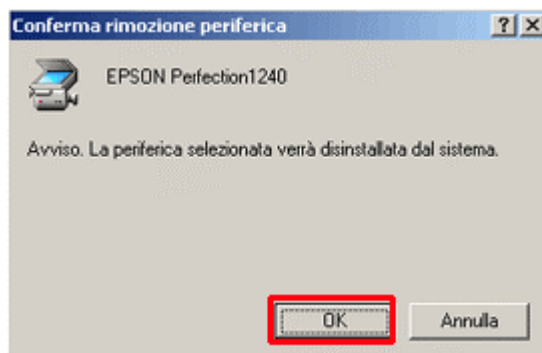 Conferma rimozione periferica
EPSON Perfection1240
Avviso. La periferica selezionata verrà disinstallata dal sistema.
OK Annulla